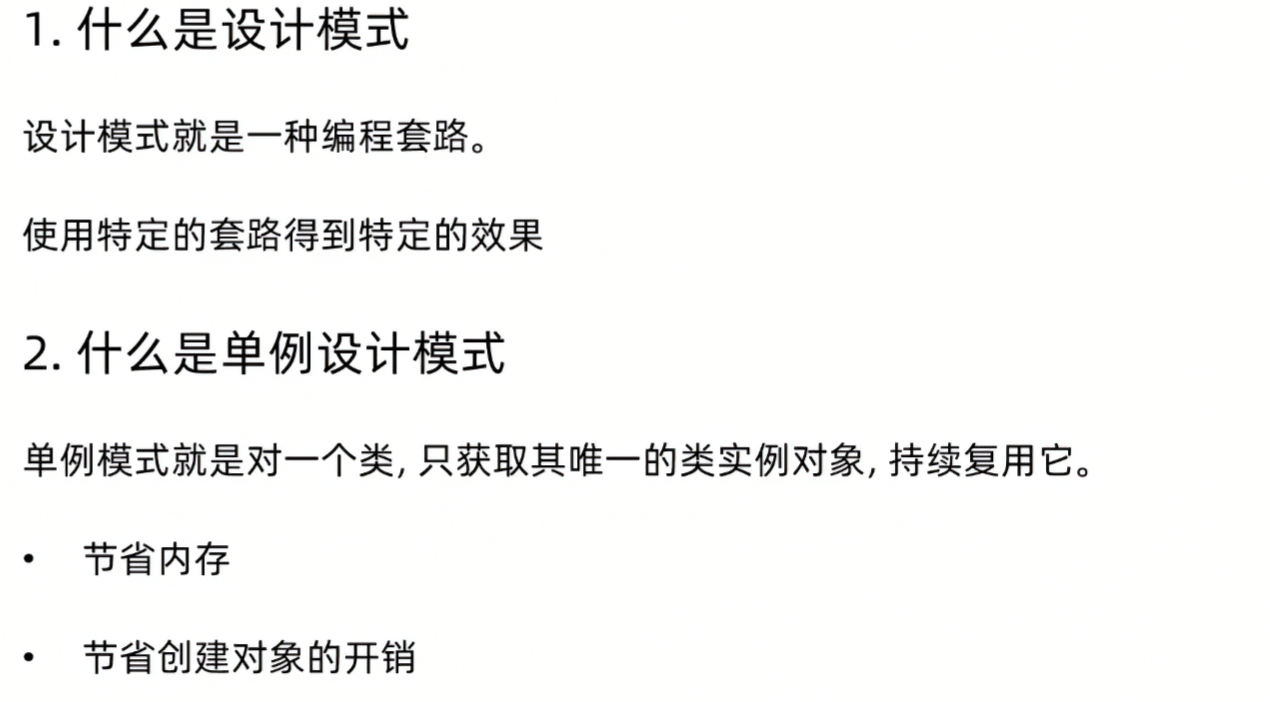 1. 什么是设计模式
设计模式就是一种编程套路。
使用特定的套路得到特定的效果
2. 什么是单例设计模式
单例模式就是对一个类, 只获取其唯一的类实例对象, 持续复用它。
• 节省内存
• 节省创建对象的开销